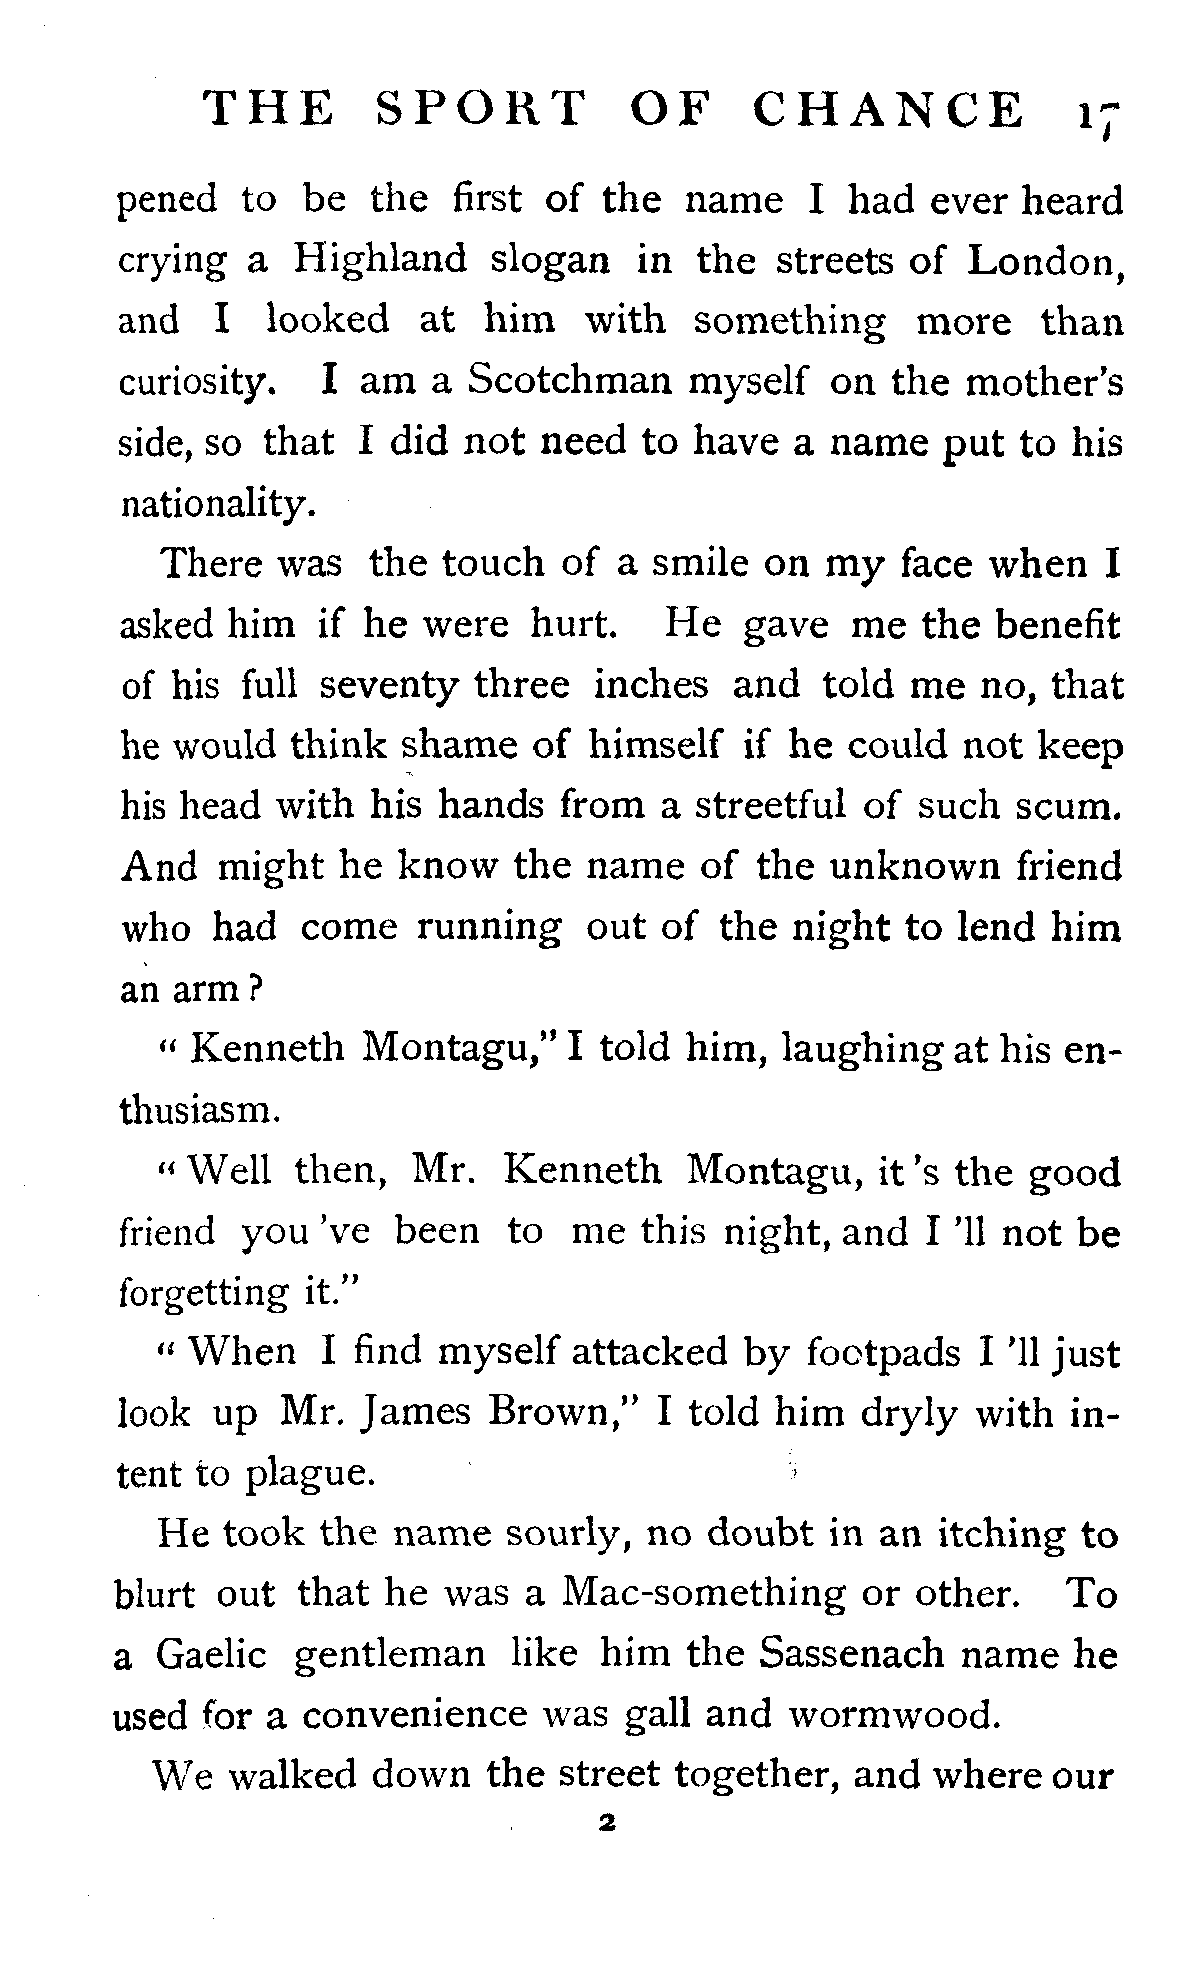 THE SPORT OF CHANCE 17
pened to be the first of the name I had ever heard
crying a Highland slogan in the streets of London,
and I looked at him with something more than
curiosity. I am a Scotchman myself on the mother's
side, so that I did not need to have a name put to his
nationality.
There was the touch of a smile on my face when I
asked him if he were hurt. He gave me the benefit
of his full seventy three inches and told me no, that
he would think shame of himself if he could not keep
his head with his hands from a streetful of such scum.
And might he know the name of the unknown friend
who had come running out of the night to lend him
an arm?
" Kenneth Montagu," I told him, laughing at his en-
thusiasm.
" Well then, Mr. Kenneth Montagu, it 's the good
friend you 've been to me this night, and I 'll not be
forgetting it."
" When I find myself attacked by footpads I 'll just
look up Mr. James Brown," I told him dryly with in-
tent to plague.
He took the name sourly, no doubt in an itching to
blurt out that he was a Mac-something or other. To
a Gaelic gentleman like him the Sassenach name he
used for a convenience was gall and wormwood.
We walked down the street together, and where our
2